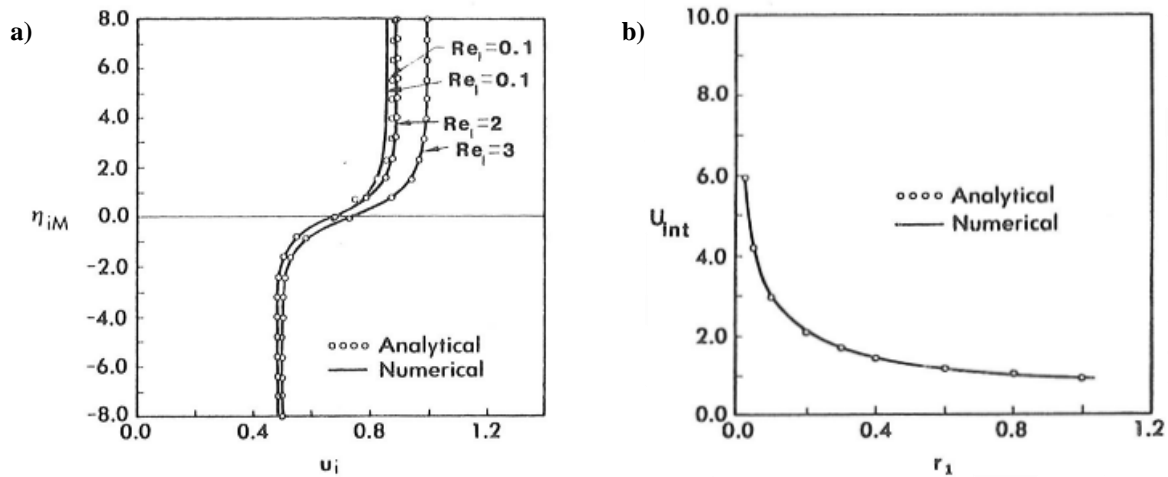 a)
8.0
6.0
4.0
2.0
0.0
-2.0
-4.0
-6.0
-8.0
η iM
Re i =0.1
Re i =0.1
Re i =2
Re i =3
oooo Analytical
— Numerical
0.0 0.4 0.8 1.2
u i
b)
10.0
8.0
6.0
4.0
2.0
0.0
U int
oooo Analytical
— Numerical
0.0 0.4 0.8 1.2
r 1